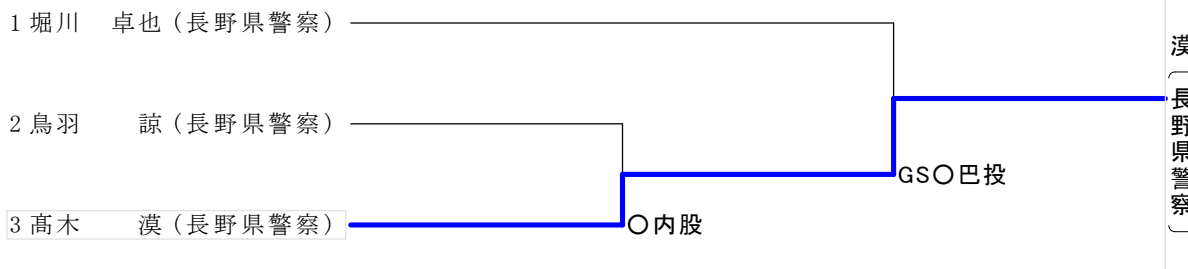 1 堀川　卓也（長野県警察）
2 鳥羽　　諒（長野県警察）
3 髙木　　漠（長野県警察）
〇内股
GS〇巴投
漠（長野県警察）